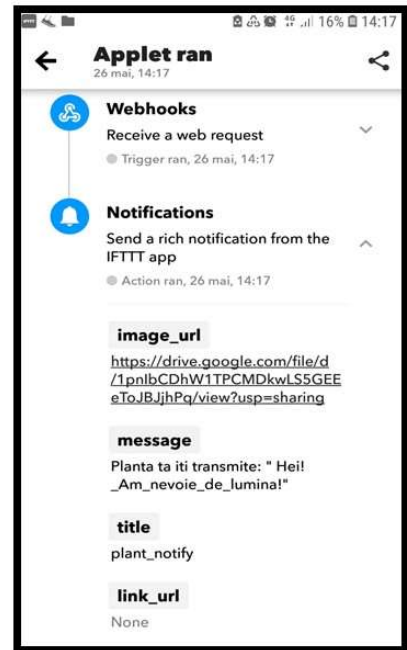 16% 14:17
Applet ran
26 mai, 14:17
Webhooks
Receive a web request
Trigger ran, 26 mai, 14:17
Notifications
Send a rich notification from the
IFTTT app
Action ran, 26 mai, 14:17
image_url
https://drive.google.com/file/d
/1pnIbCDhW1TPCMDkwLS5GEE
eToJBJjhPq/view?usp=sharing
message
Planta ta iti transmite: " Hei!
_Am_nevoie_de_lumina!"
title
plant_notify
link_url
None